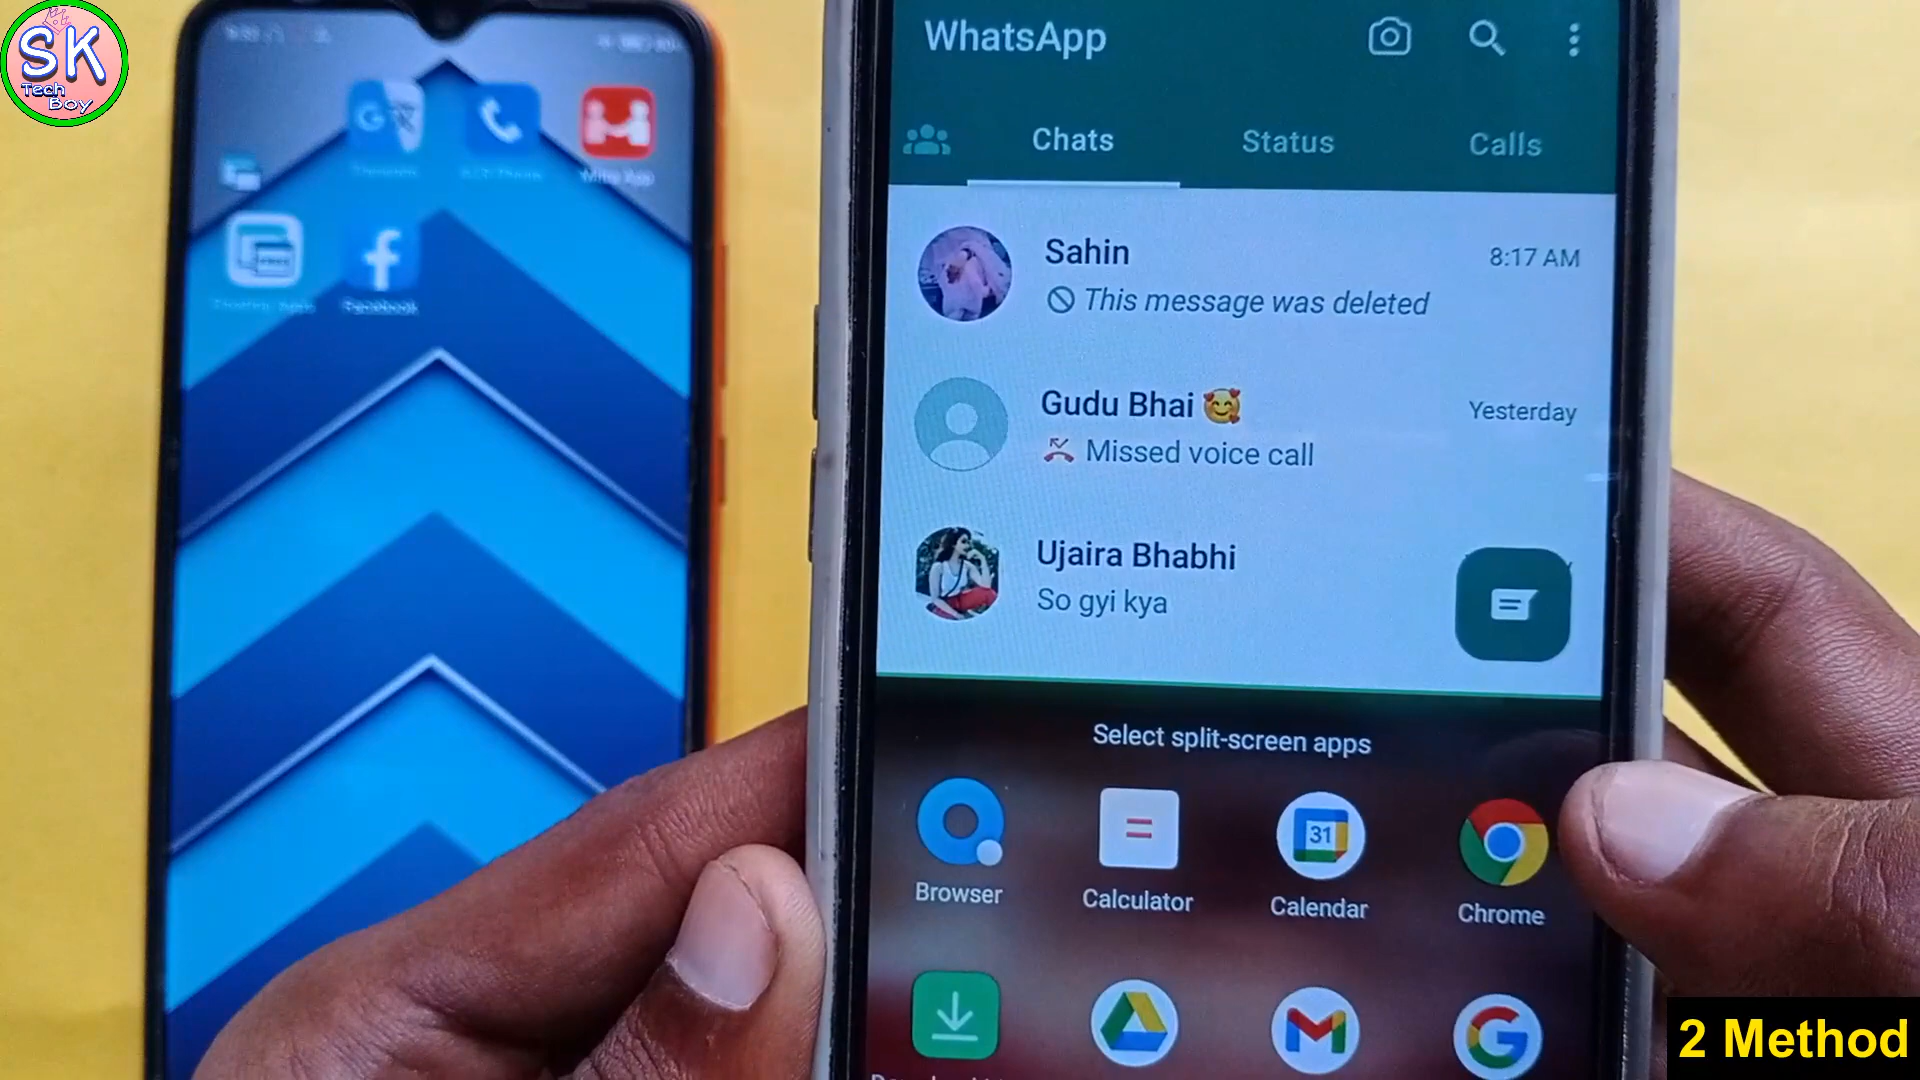 SK
Tech
Boy
Facebook
WhatsApp
Chats
Status
Calls
Sahin
8:17 AM
This message was deleted
Gudu Bhai 🥰
Yesterday
Missed voice call
Ujaira Bhabhi
So gyi kya
Select split-screen apps
31
Browser
Calculator
Calendar
Chrome
2 Method